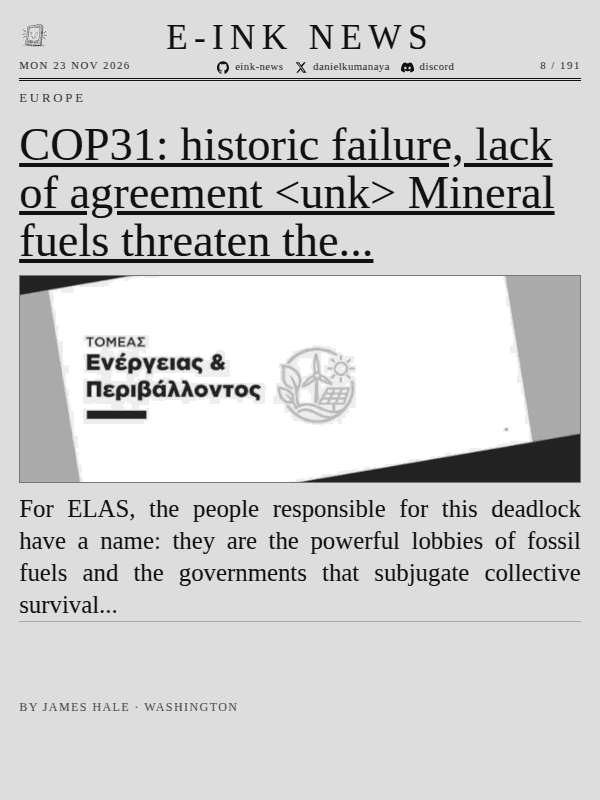 E-INK NEWS
MON 23 NOV 2026
eink-news danielkumanaya discord
8 / 191
EUROPE
COP31: historic failure, lack
of agreement <unk> Mineral
fuels threaten the...
ΤΟΜΕΑΣ
Ενέργειας &
Περιβάλλοντος
For ELAS, the people responsible for this deadlock
have a name: they are the powerful lobbies of fossil
fuels and the governments that subjugate collective
survival...
BY JAMES HALE · WASHINGTON